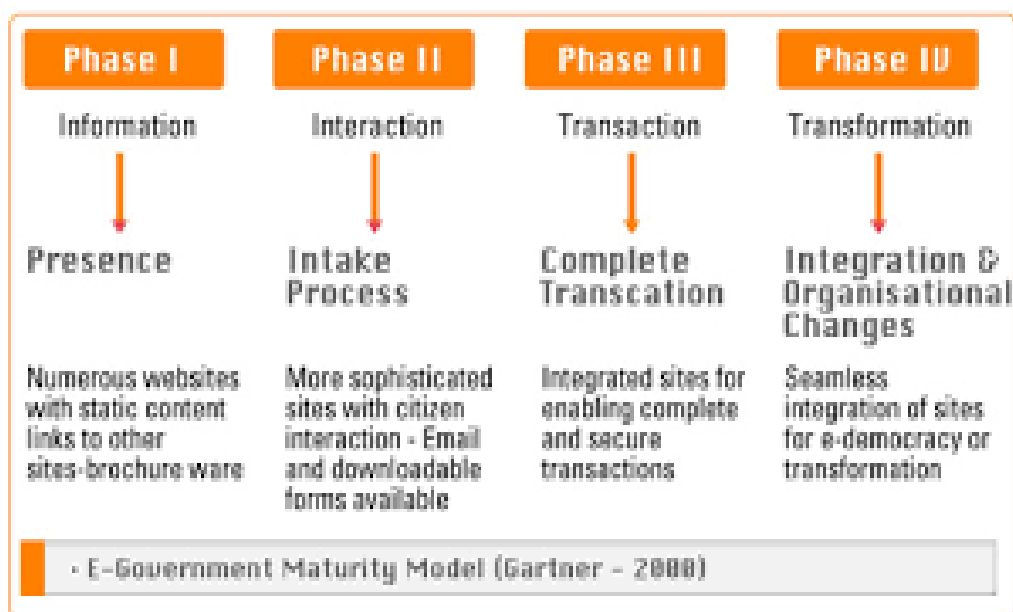 Phase I
Information
Presence
Numerous websites
with static content
links to other
sites-brochure ware
Phase II
Interaction
Intake
Process
More sophisticated
sites with citizen
interaction - Email
and downloadable
forms available
Phase III
Transaction
Complete
Transcation
Integrated sites for
enabling complete
and secure
transactions
Phase IV
Transformation
Integration &
Organisational
Changes
Seamless
integration of sites
for e-democracy or
transformation
· E-Government Maturity Model (Gartner - 2000)